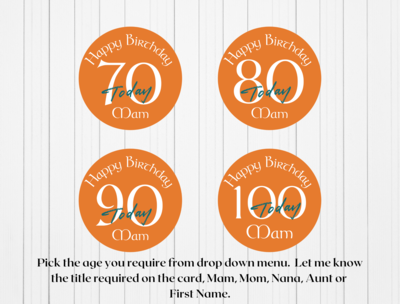 Happy Birthday
70
Today
Mam
Happy Birthday
80
Today
Mam
Happy Birthday
90
Today
Mam
Happy Birthday
100
Today
Mam
Pick the age you require from drop down menu. Let me know
the title required on the card, Mam, Mom, Nana, Aunt or
First Name.